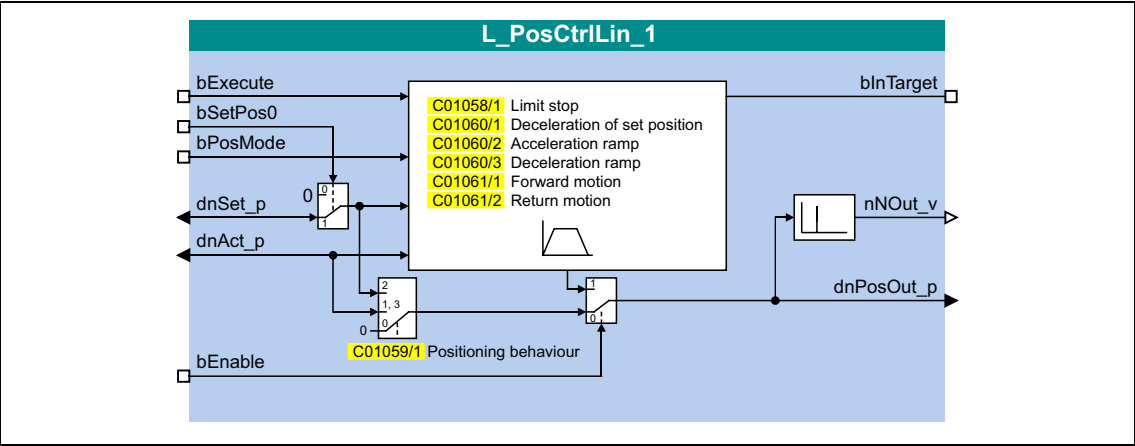 L_PosCtrlLin_1
bExecute
bInTarget
bSetPos0
bPosMode
C01058/1 Limit stop
C01060/1 Deceleration of set position
C01060/2 Acceleration ramp
C01060/3 Deceleration ramp
C01061/1 Forward motion
C01061/2 Return motion
0
0
1
dnSet_p
nNOut_v
dnAct_p
2
1, 3
0
0
1
0
dnPosOut_p
C01059/1 Positioning behaviour
bEnable